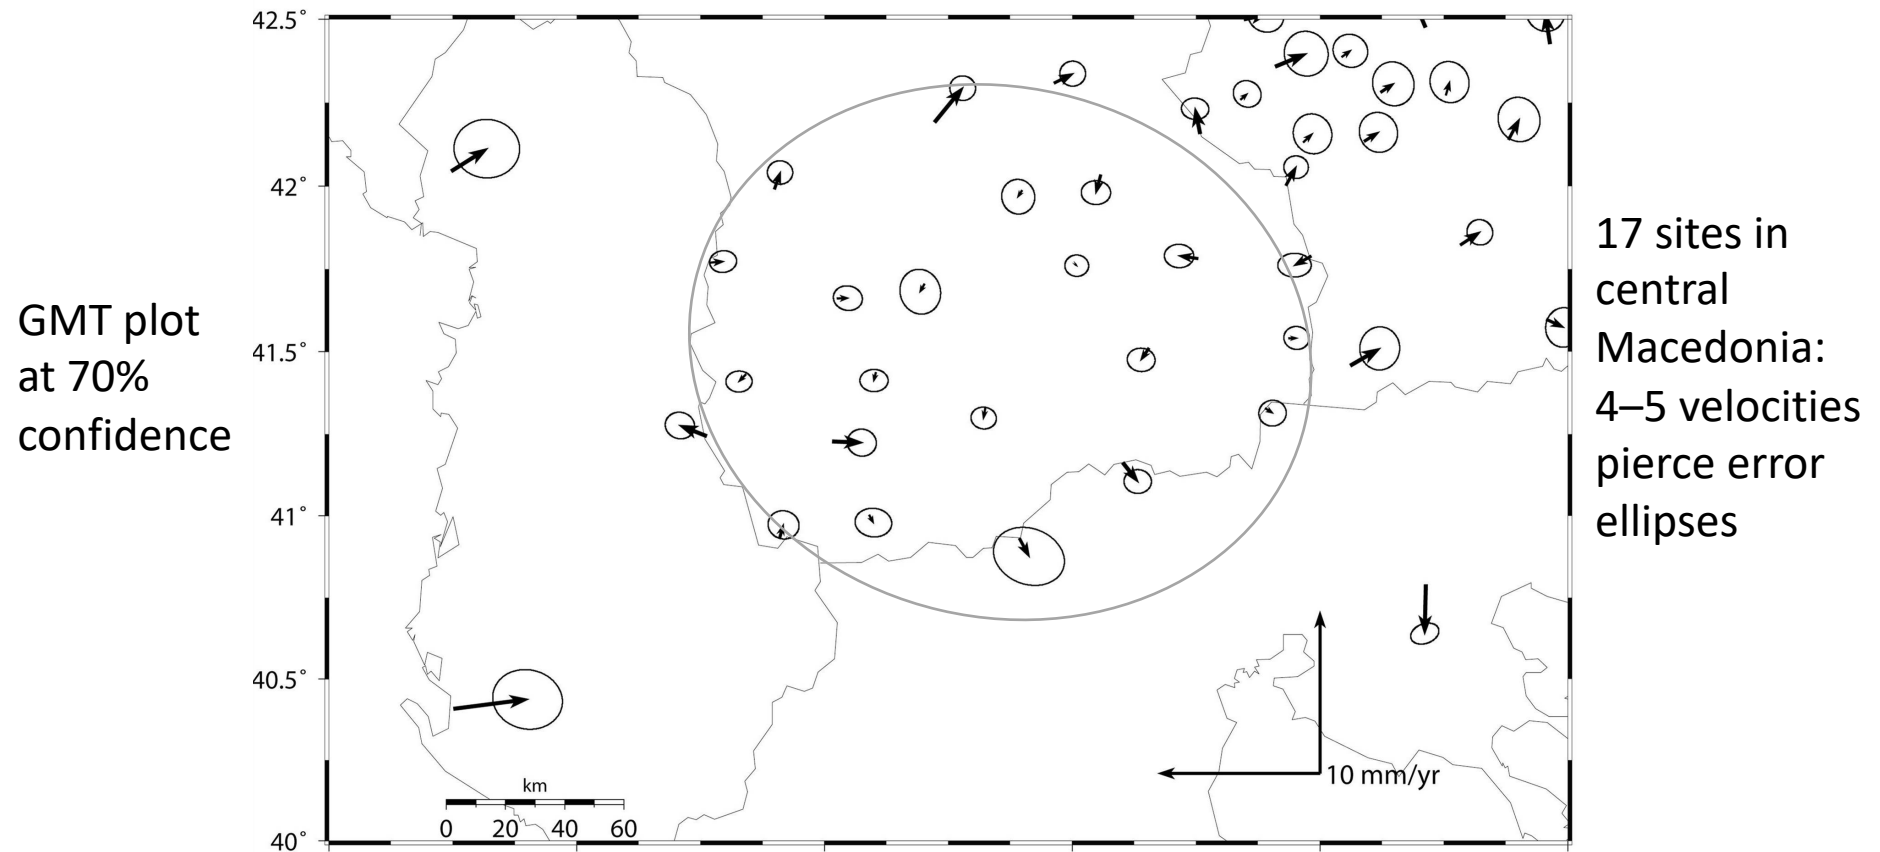 GMT plot
at 70%
confidence
42.5°
42°
41.5°
41°
40.5°
40°
km
0 20 40 60
10 mm/yr
17 sites in
central
Macedonia:
4–5 velocities
pierce error
ellipses